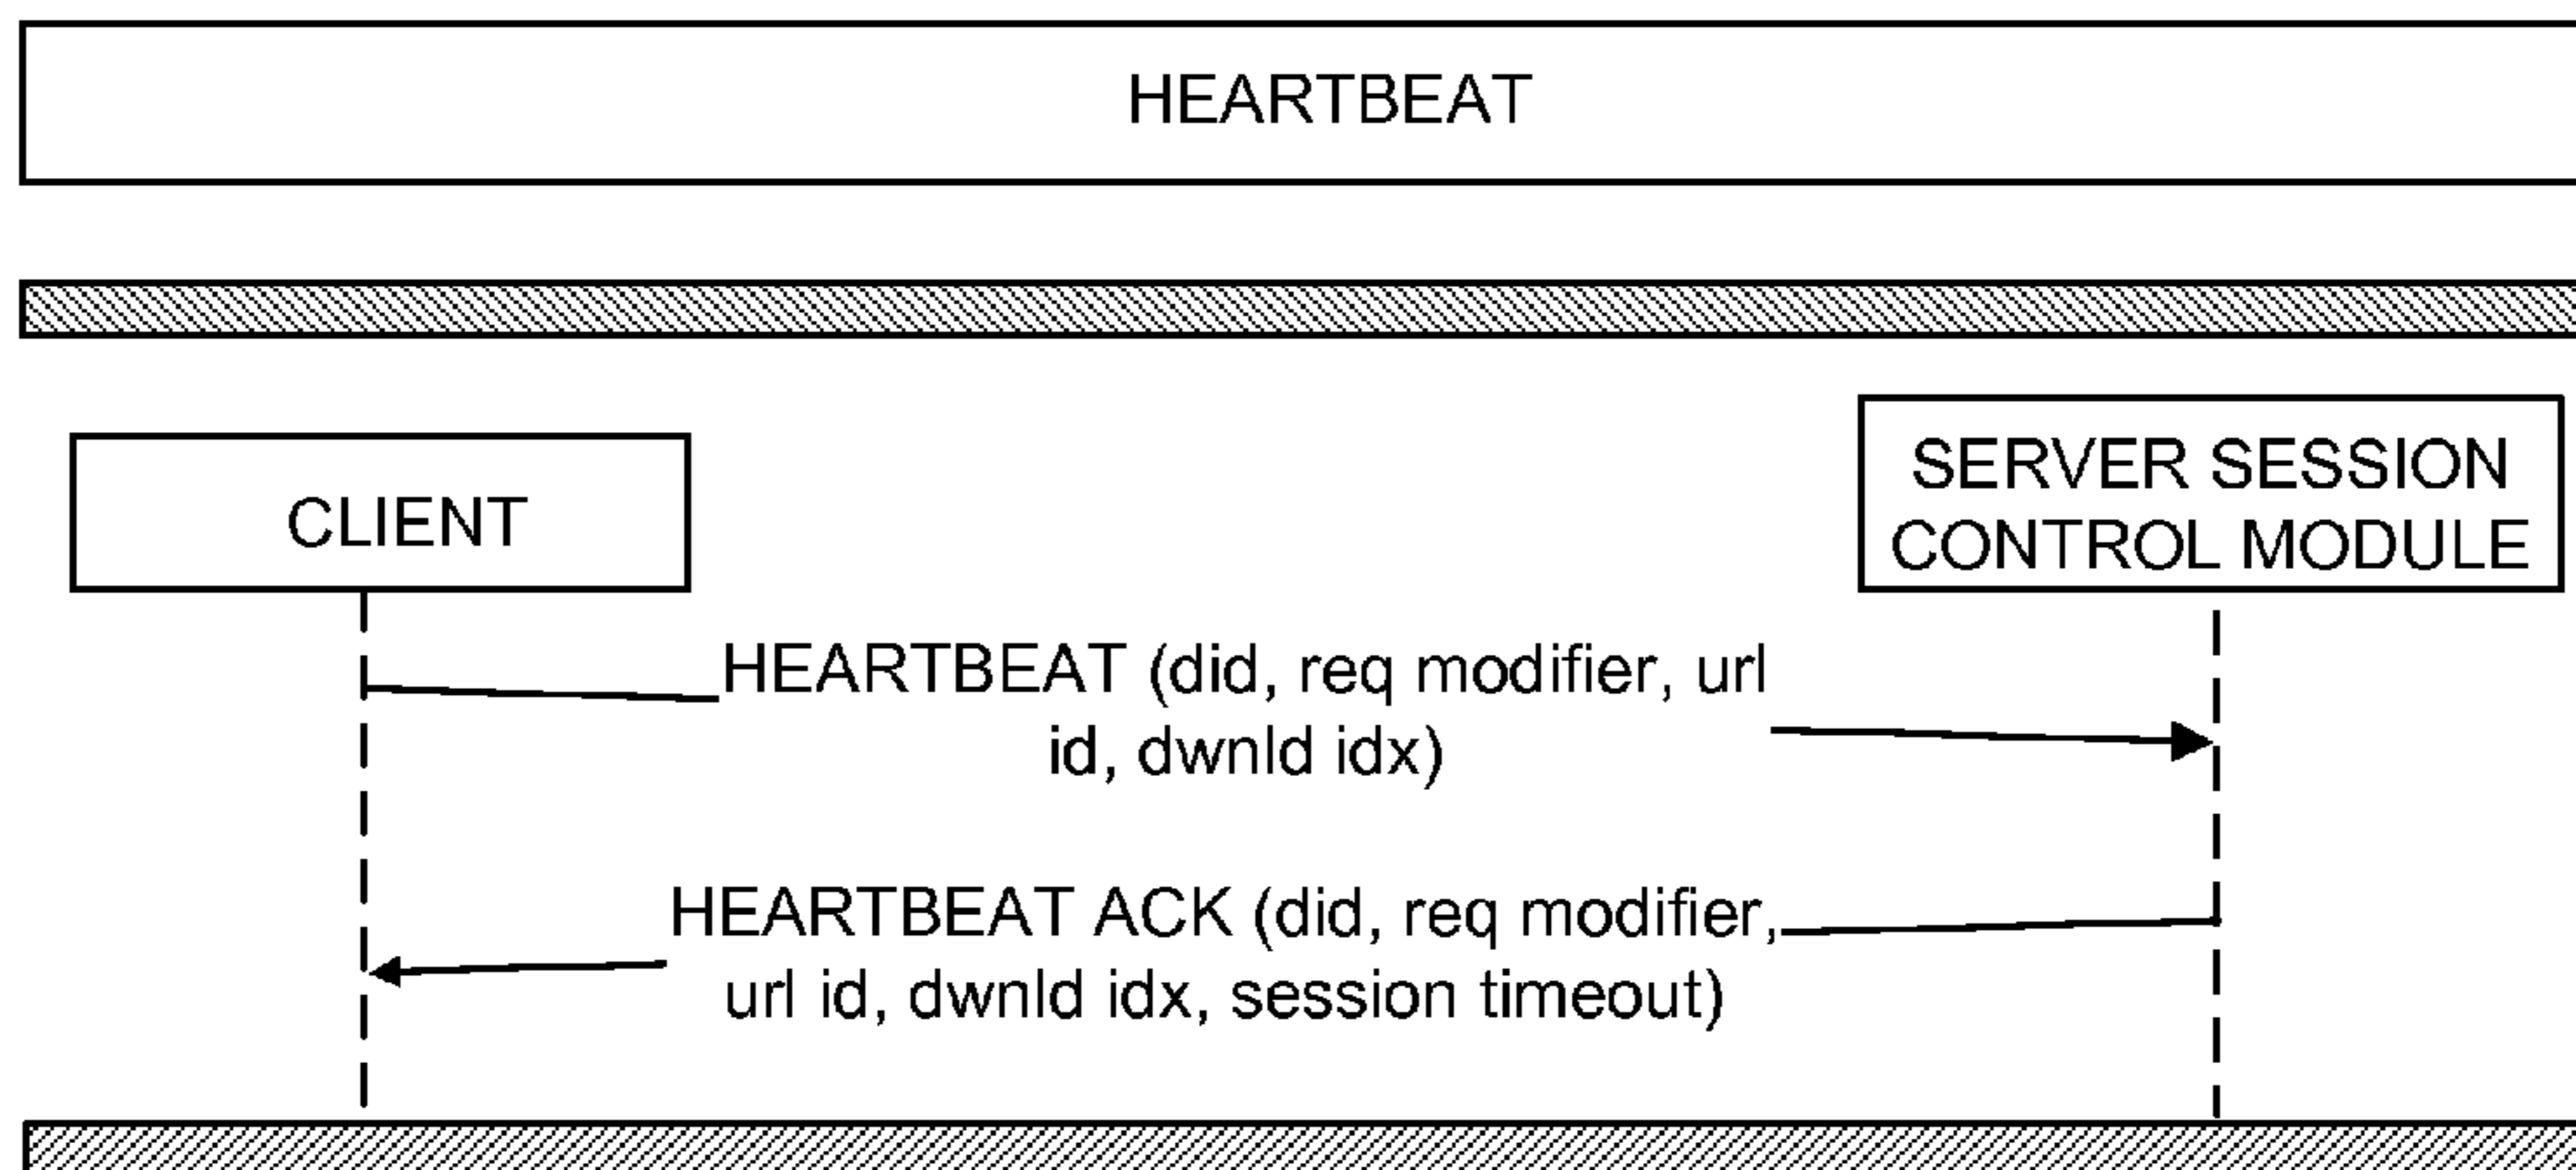 HEARTBEAT
CLIENT
SERVER SESSION
CONTROL MODULE
HEARTBEAT (did, req modifier, url
id, dwnld idx)
HEARTBEAT ACK (did, req modifier,
url id, dwnld idx, session timeout)